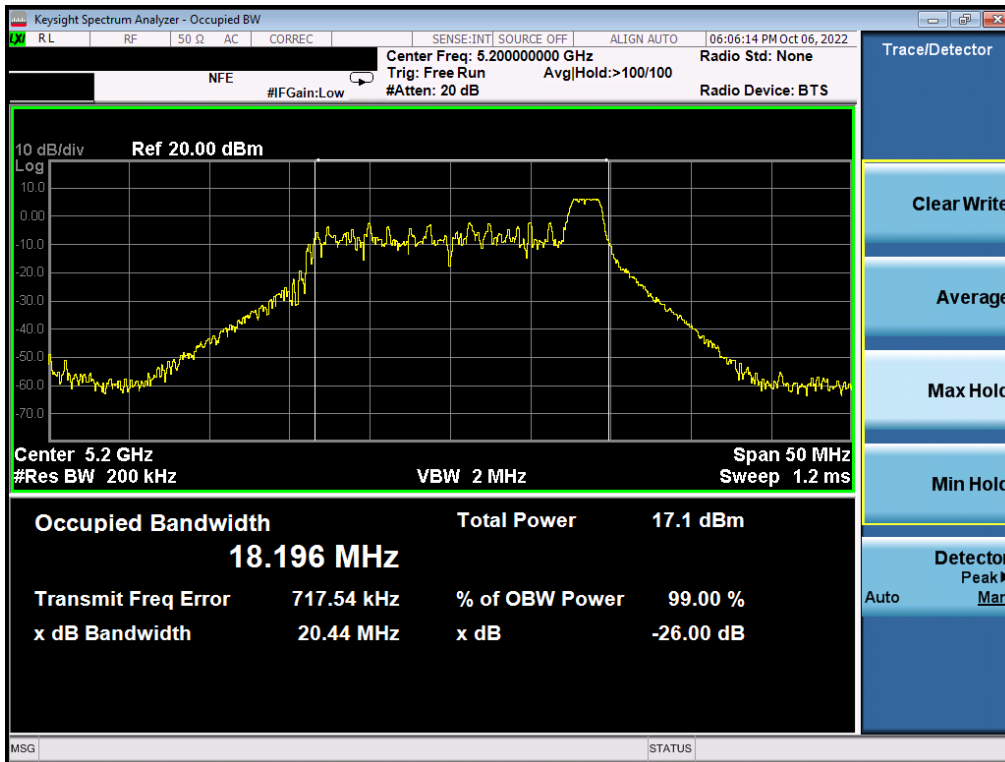 Keysight Spectrum Analyzer - Occupied BW
LXI RL RF 50 Ω AC CORREC SENSE:INT SOURCE OFF ALIGN AUTO 06:06:14 PM Oct 06, 2022
Center Freq: 5.200000000 GHz Radio Std: None
NFE Trig: Free Run Avg|Hold:>100/100
#IFGain:Low #Atten: 20 dB Radio Device: BTS
Trace/Detector
10 dB/div Ref 20.00 dBm
Log
10.0
0.00
-10.0
-20.0
-30.0
-40.0
-50.0
-60.0
-70.0
Center 5.2 GHz Span 50 MHz
#Res BW 200 kHz VBW 2 MHz Sweep 1.2 ms
Occupied Bandwidth Total Power 17.1 dBm
18.196 MHz
Transmit Freq Error 717.54 kHz % of OBW Power 99.00 %
x dB Bandwidth 20.44 MHz x dB -26.00 dB
Clear Write
Average
Max Hold
Min Hold
Detector
Peak
Auto Man
MSG STATUS